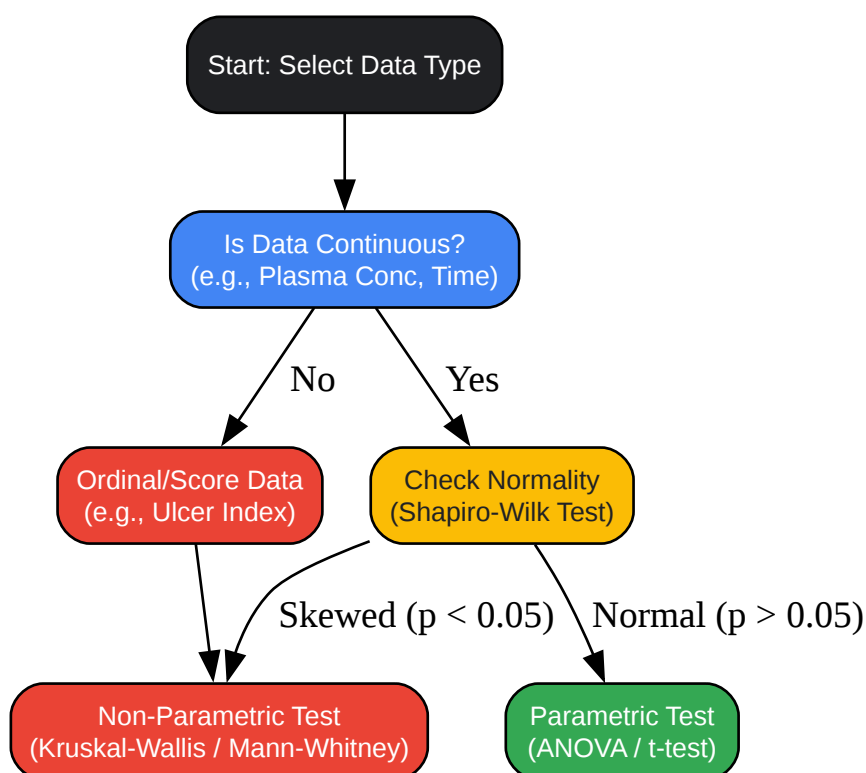 Start: Select Data Type
Is Data Continuous?
(e.g., Plasma Conc, Time)
No
Yes
Ordinal/Score Data
(e.g., Ulcer Index)
Check Normality
(Shapiro-Wilk Test)
Skewed (p < 0.05)
Normal (p > 0.05)
Non-Parametric Test
(Kruskal-Wallis / Mann-Whitney)
Parametric Test
(ANOVA / t-test)